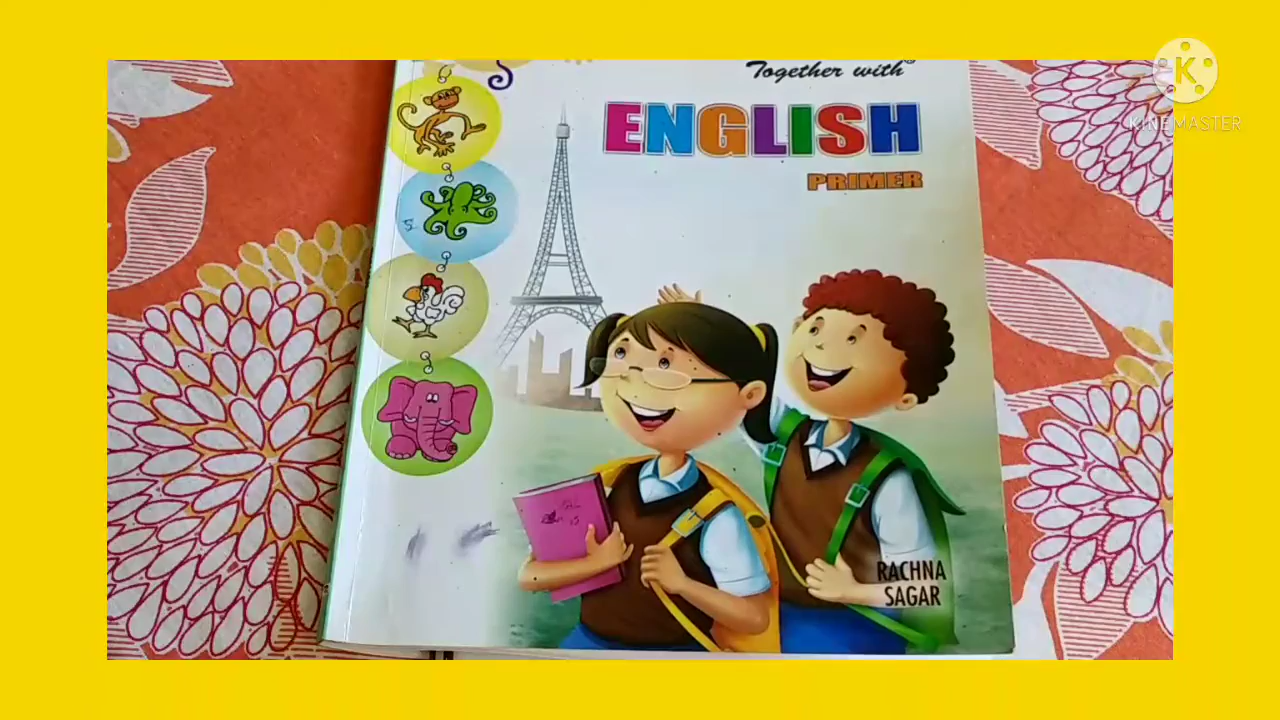 Together with®
ENGLISH
PRIMER
RACHNA
SAGAR
K
KINEMASTER